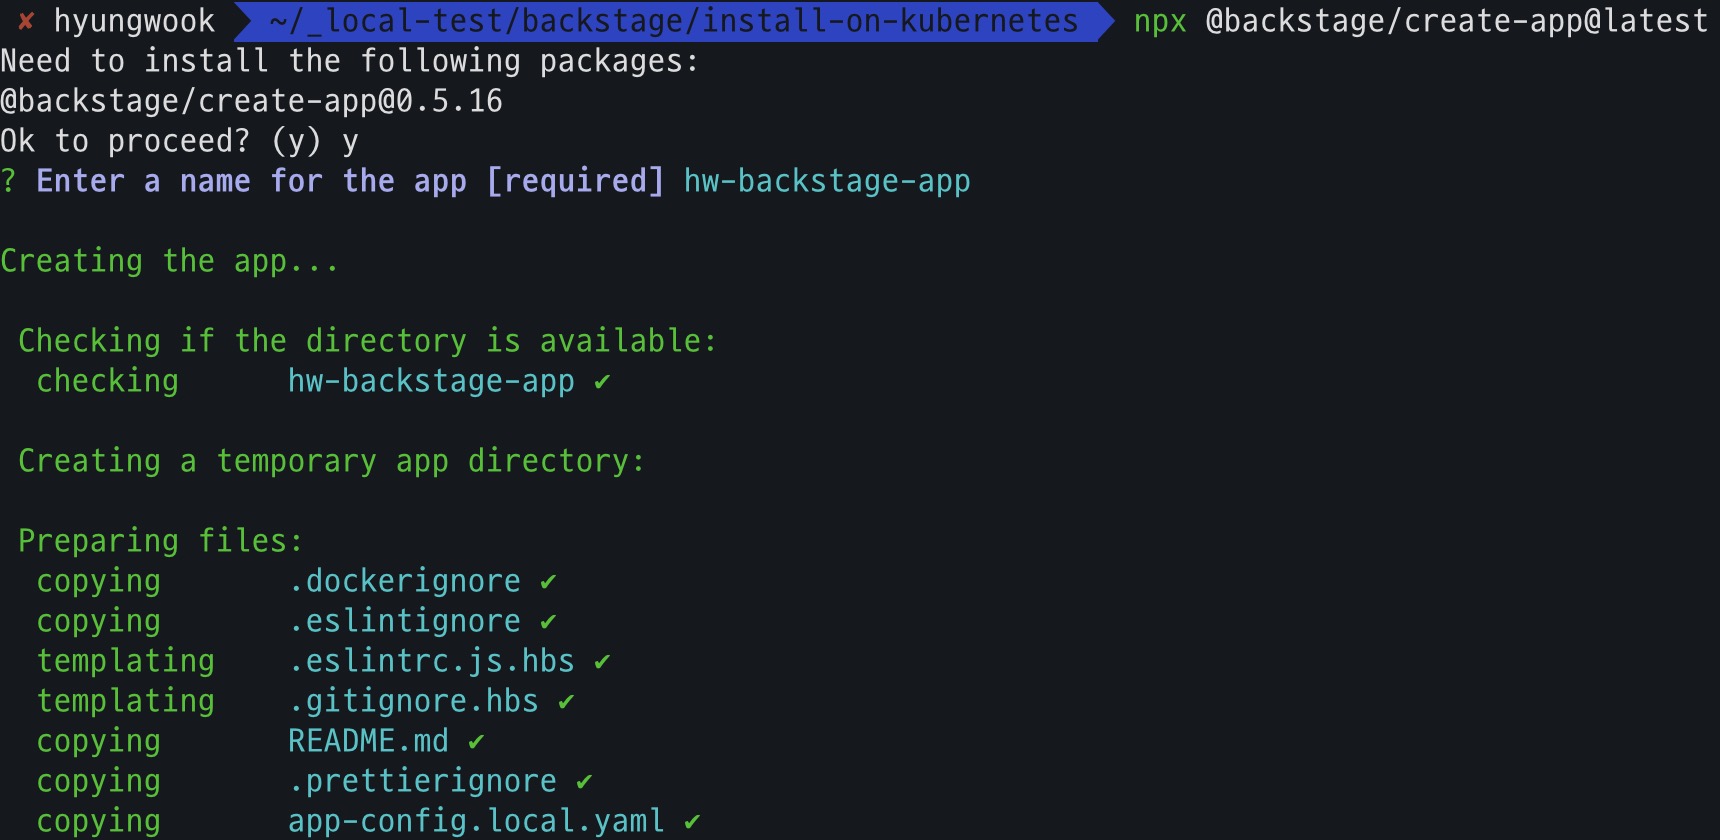 ✘ hyungwook ~/_local-test/backstage/install-on-kubernetes npx @backstage/create-app@latest
Need to install the following packages:
@backstage/create-app@0.5.16
Ok to proceed? (y) y
? Enter a name for the app [required] hw-backstage-app
Creating the app...
Checking if the directory is available:
checking hw-backstage-app ✔
Creating a temporary app directory:
Preparing files:
copying .dockerignore ✔
copying .eslintignore ✔
templating .eslintrc.js.hbs ✔
templating .gitignore.hbs ✔
copying README.md ✔
copying .prettierignore ✔
copying app-config.local.yaml ✔